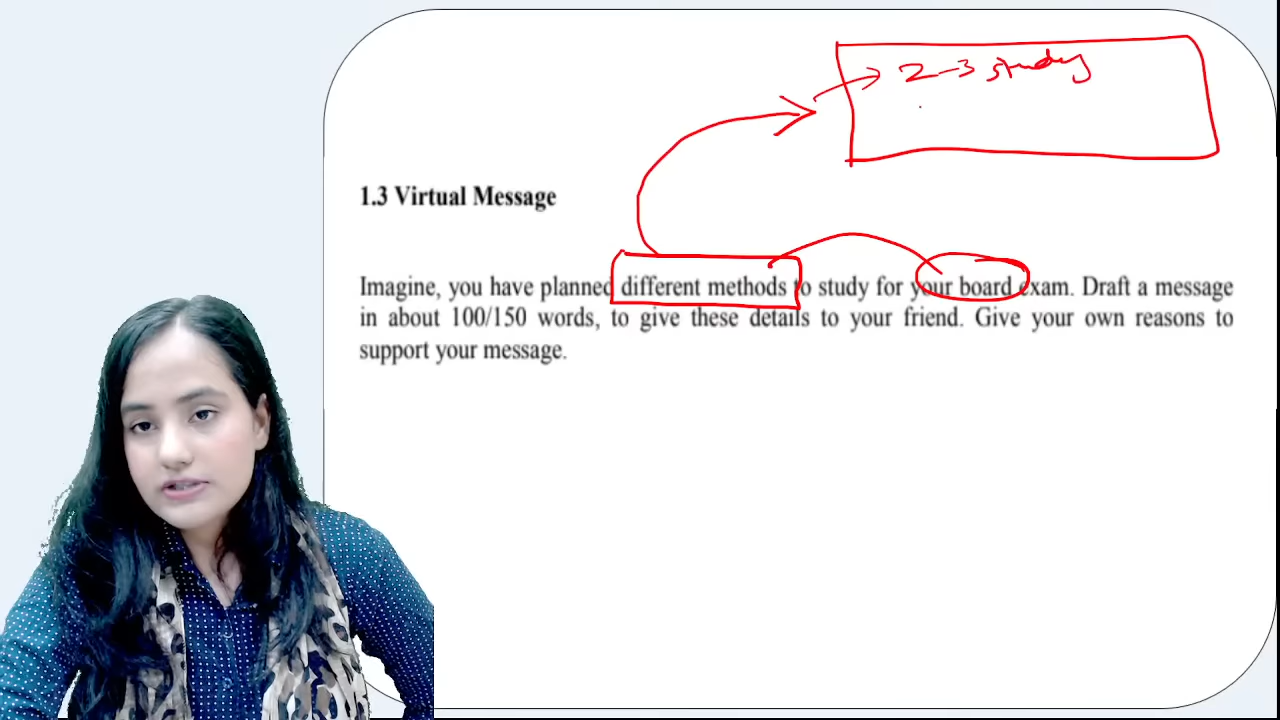 2-3 study
1.3 Virtual Message
Imagine, you have planned different methods to study for your board exam. Draft a message
in about 100/150 words, to give these details to your friend. Give your own reasons to
support your message.